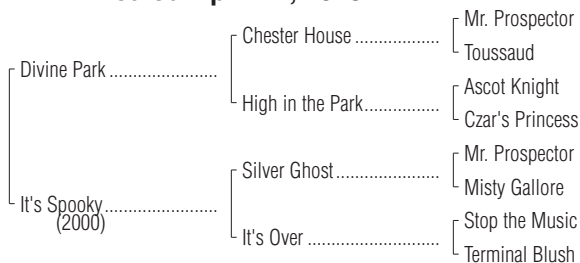 Chester House
Mr. Prospector
Toussaud
Divine Park
High in the Park
Ascot Knight
Czar's Princess
Silver Ghost
Mr. Prospector
Misty Gallore
It's Spooky
(2000)
It's Over
Stop the Music
Terminal Blush